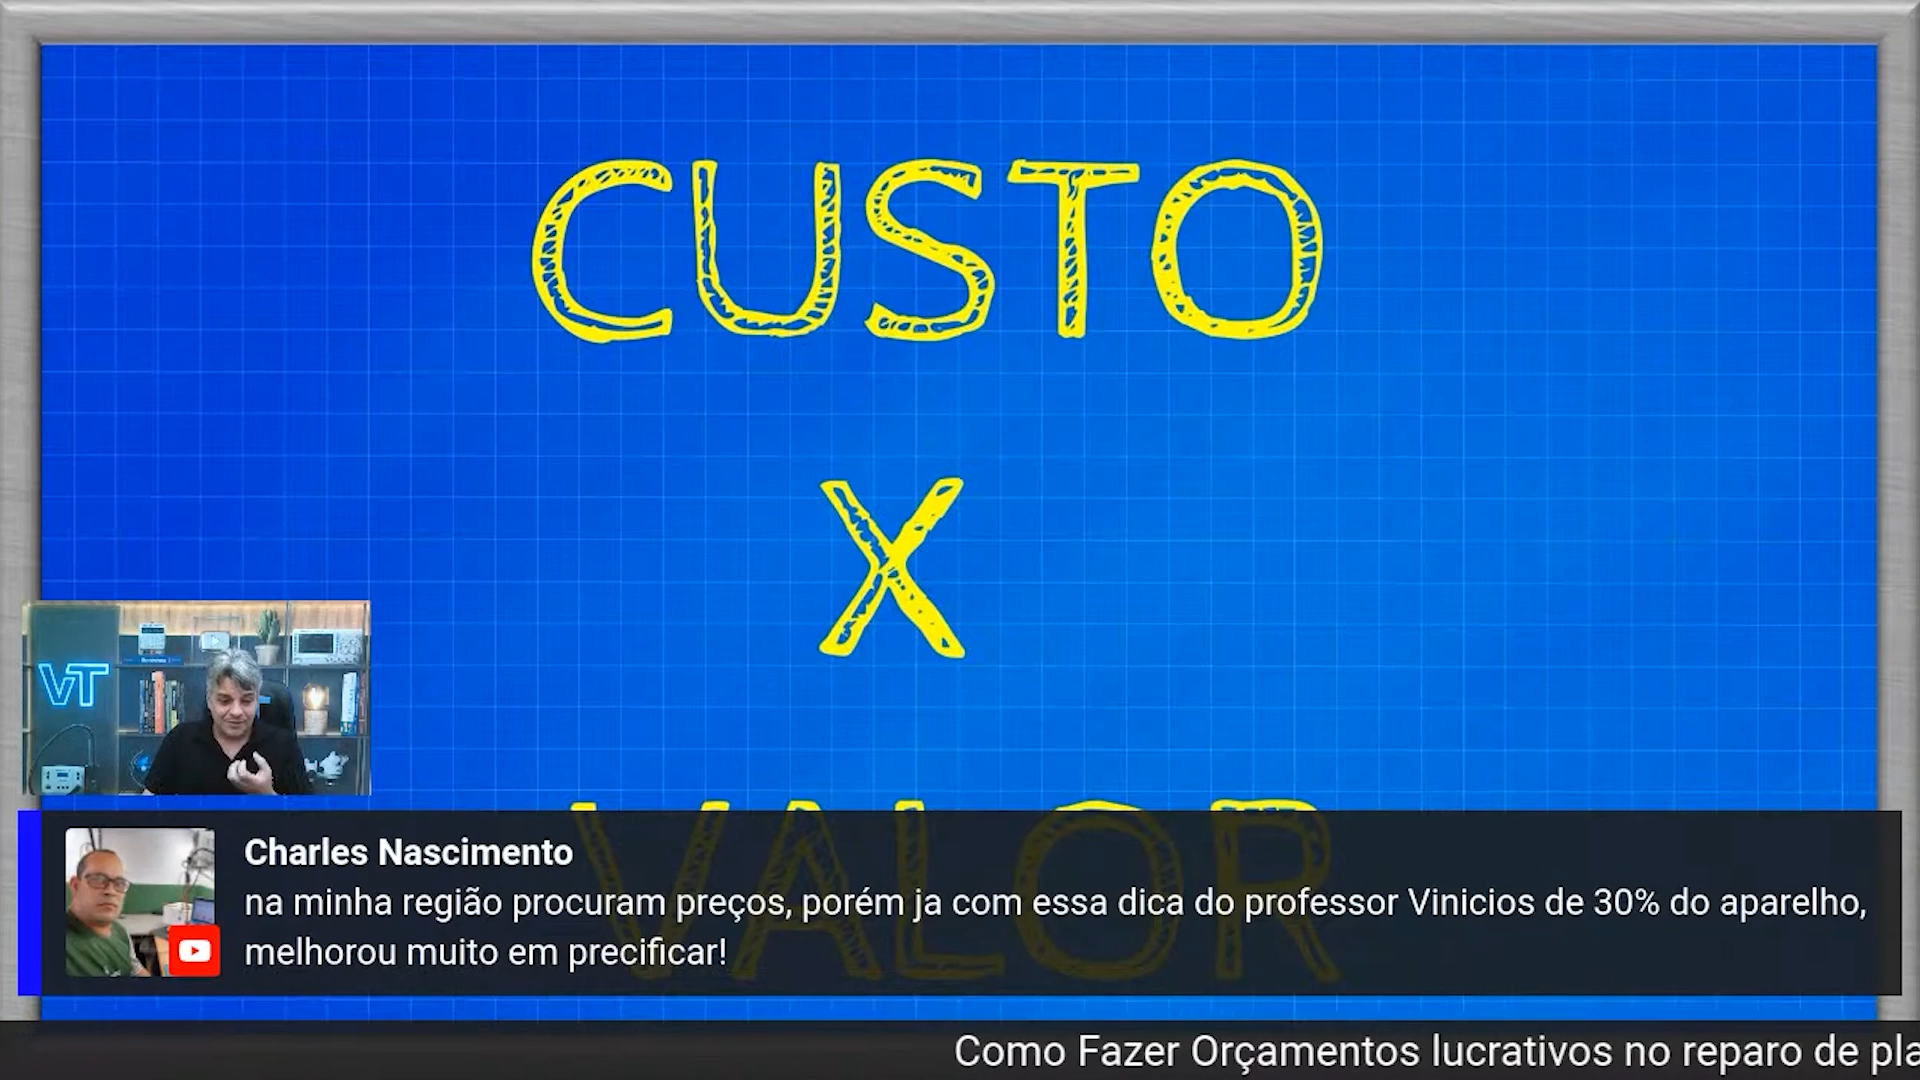 CUSTO
X
VT
VALOR
Charles Nascimento
na minha região procuram preços, porém ja com essa dica do professor Vinicios de 30% do aparelho,
melhorou muito em precificar!
Como Fazer Orçamentos lucrativos no reparo de pla